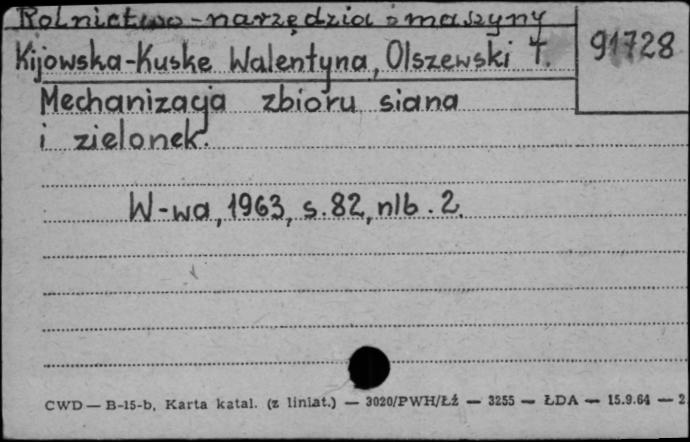 Rolnictwo - narzędzia i maszyny
Kijowska-Kuske Walentyna, Olszewski T.
91728
Mechanizacja zbioru siana
i zielonek.
W-wa, 1963, s. 82, nlb. 2.
CWD — B-15-b, Karta katal. (z liniat.) — 3020/PWH/Łź — 3255 — ŁDA — 15.9.64 — 2